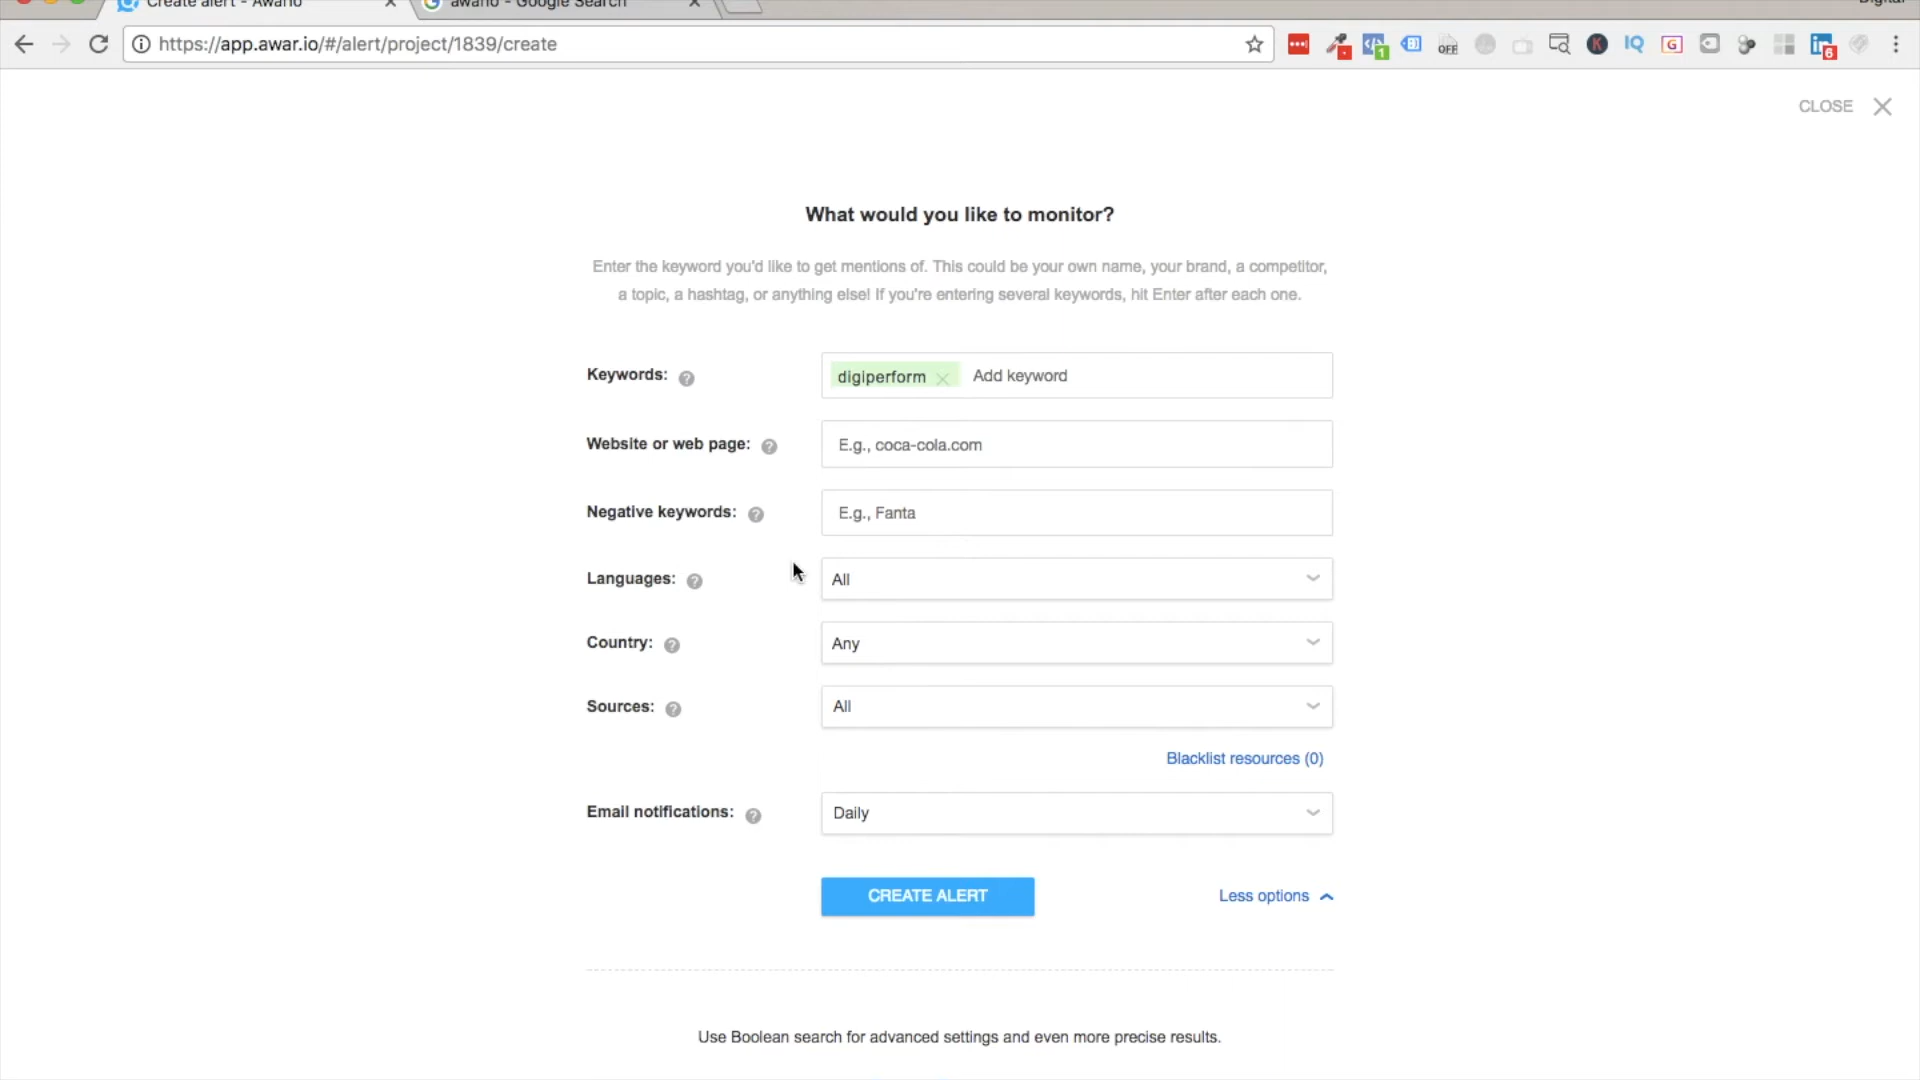 Create alert - Awario
awario - Google Search
Digital
https://app.awar.io/#/alert/project/1839/create
OFF
1
K
IQ
G
6
CLOSE
What would you like to monitor?
Enter the keyword you'd like to get mentions of. This could be your own name, your brand, a competitor,
a topic, a hashtag, or anything else! If you're entering several keywords, hit Enter after each one.
Keywords: ?
digiperform Add keyword
Website or web page: ?
E.g., coca-cola.com
Negative keywords: ?
E.g., Fanta
Languages: ?
All
Country: ?
Any
Sources: ?
All
Blacklist resources (0)
Email notifications: ?
Daily
CREATE ALERT
Less options
Use Boolean search for advanced settings and even more precise results.